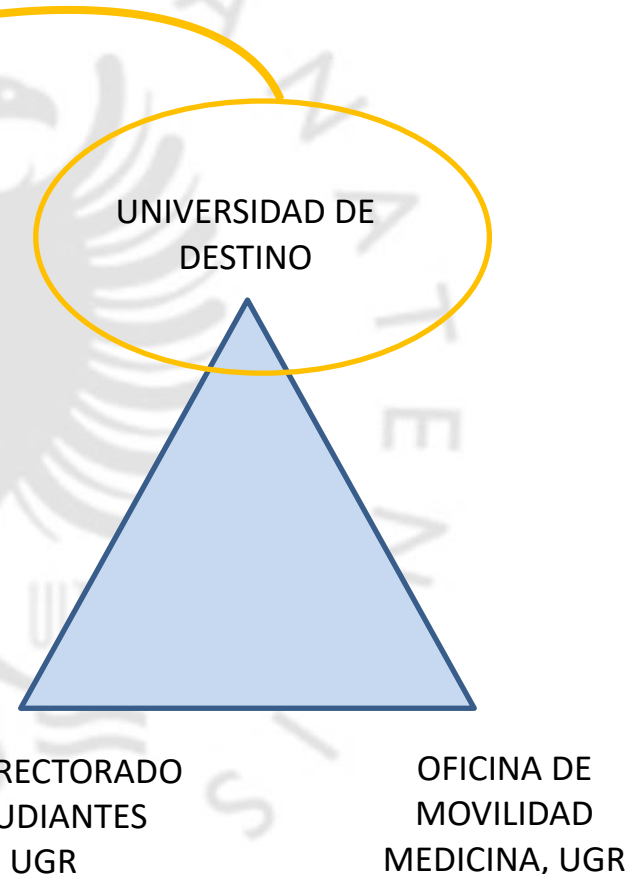 UNIVERSIDAD DE
DESTINO
RECTORADO
UDIANTES
UGR
OFICINA DE
MOVILIDAD
MEDICINA, UGR